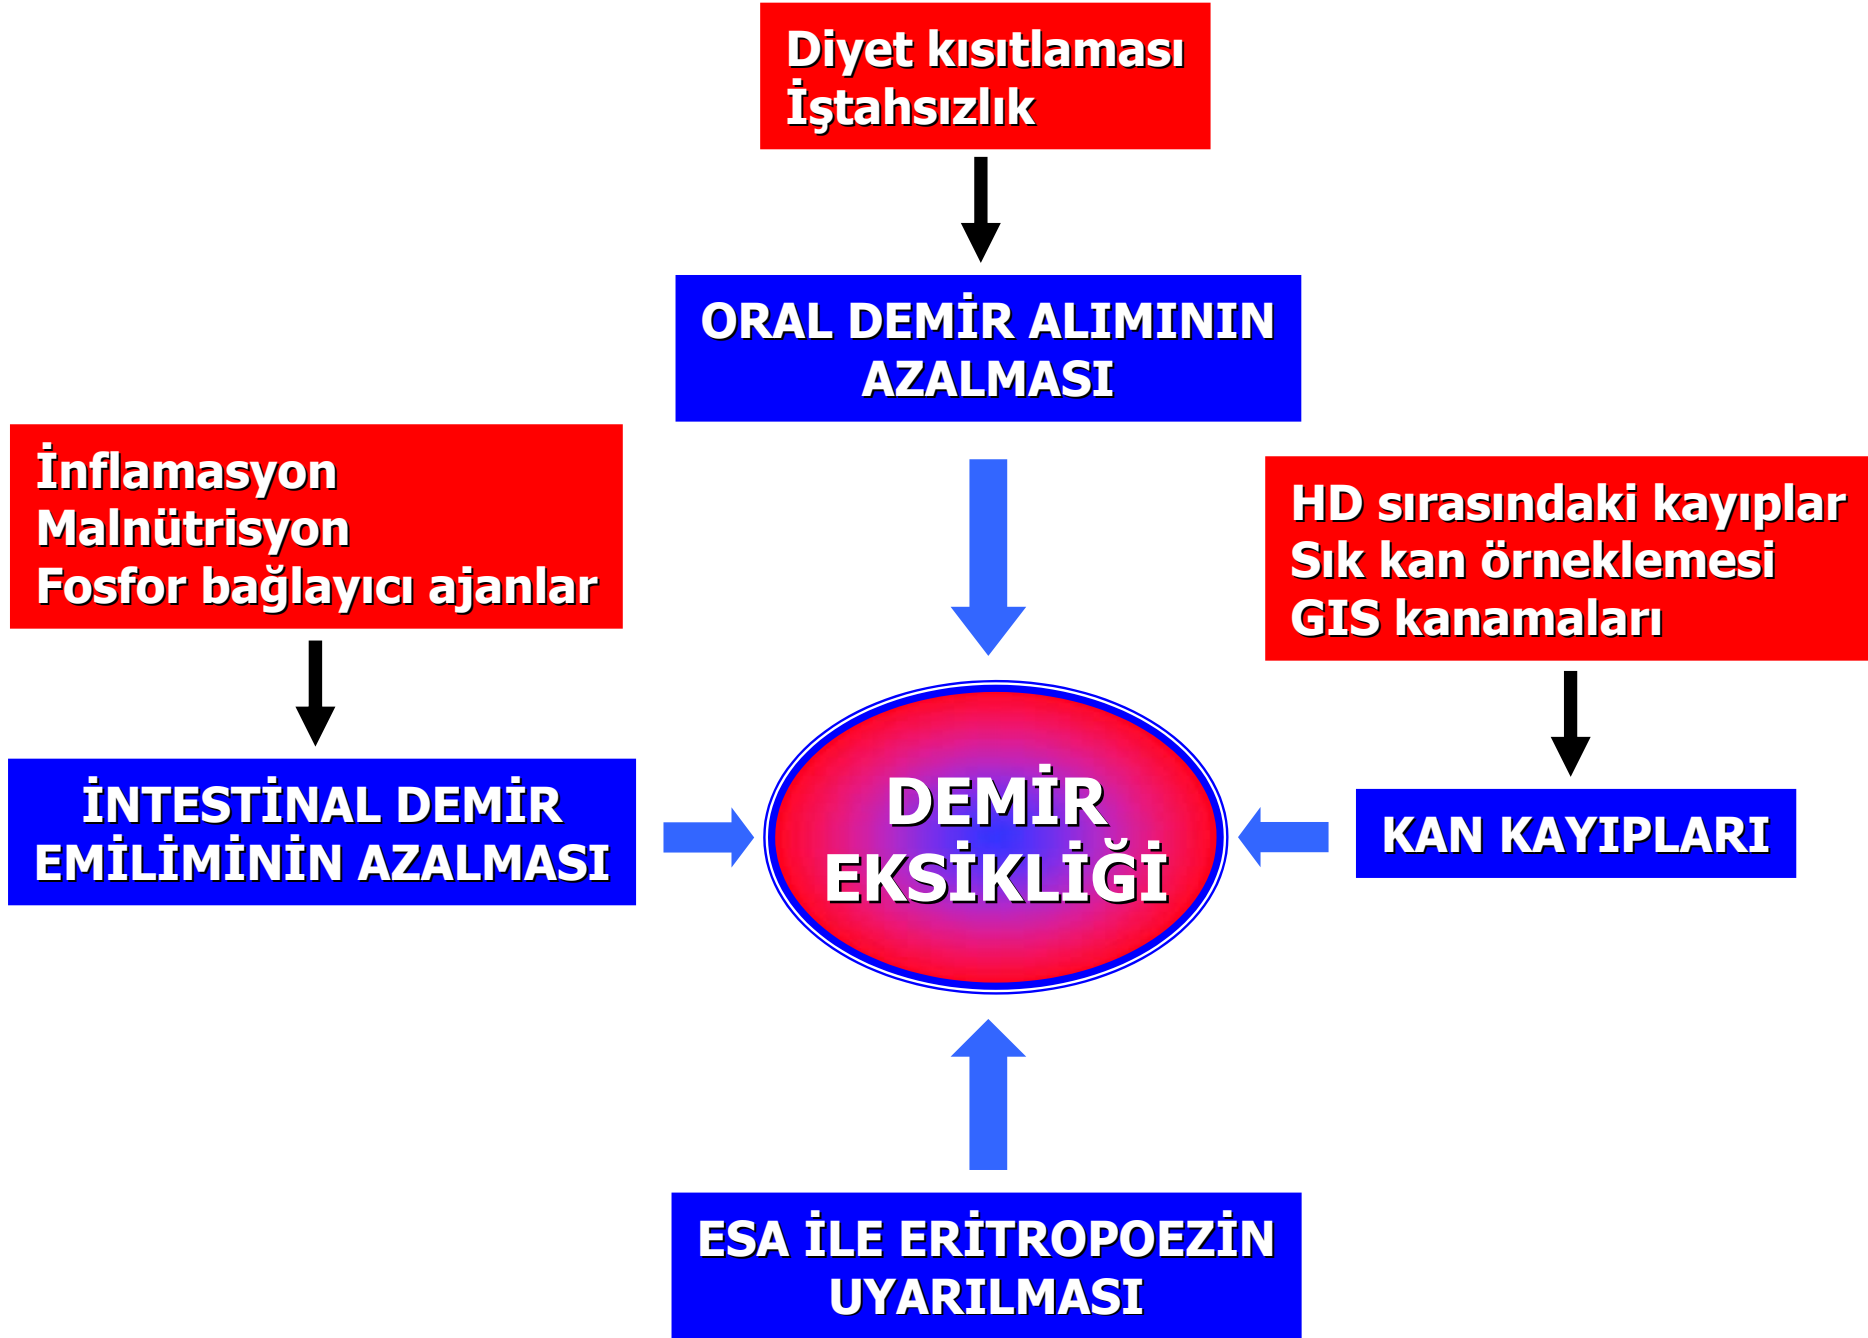 Diyet kısıtlaması
İştahsızlık
ORAL DEMİR ALIMININ
AZALMASI
İnflamasyon
Malnütrisyon
Fosfor bağlayıcı ajanlar
HD sırasındaki kayıplar
Sık kan örneklemesi
GIS kanamaları
İNTESTİNAL DEMİR
EMİLİMİNİN AZALMASI
DEMİR
EKSİKLİĞİ
KAN KAYIPLARI
ESA İLE ERİTROPOEZİN
UYARILMASI